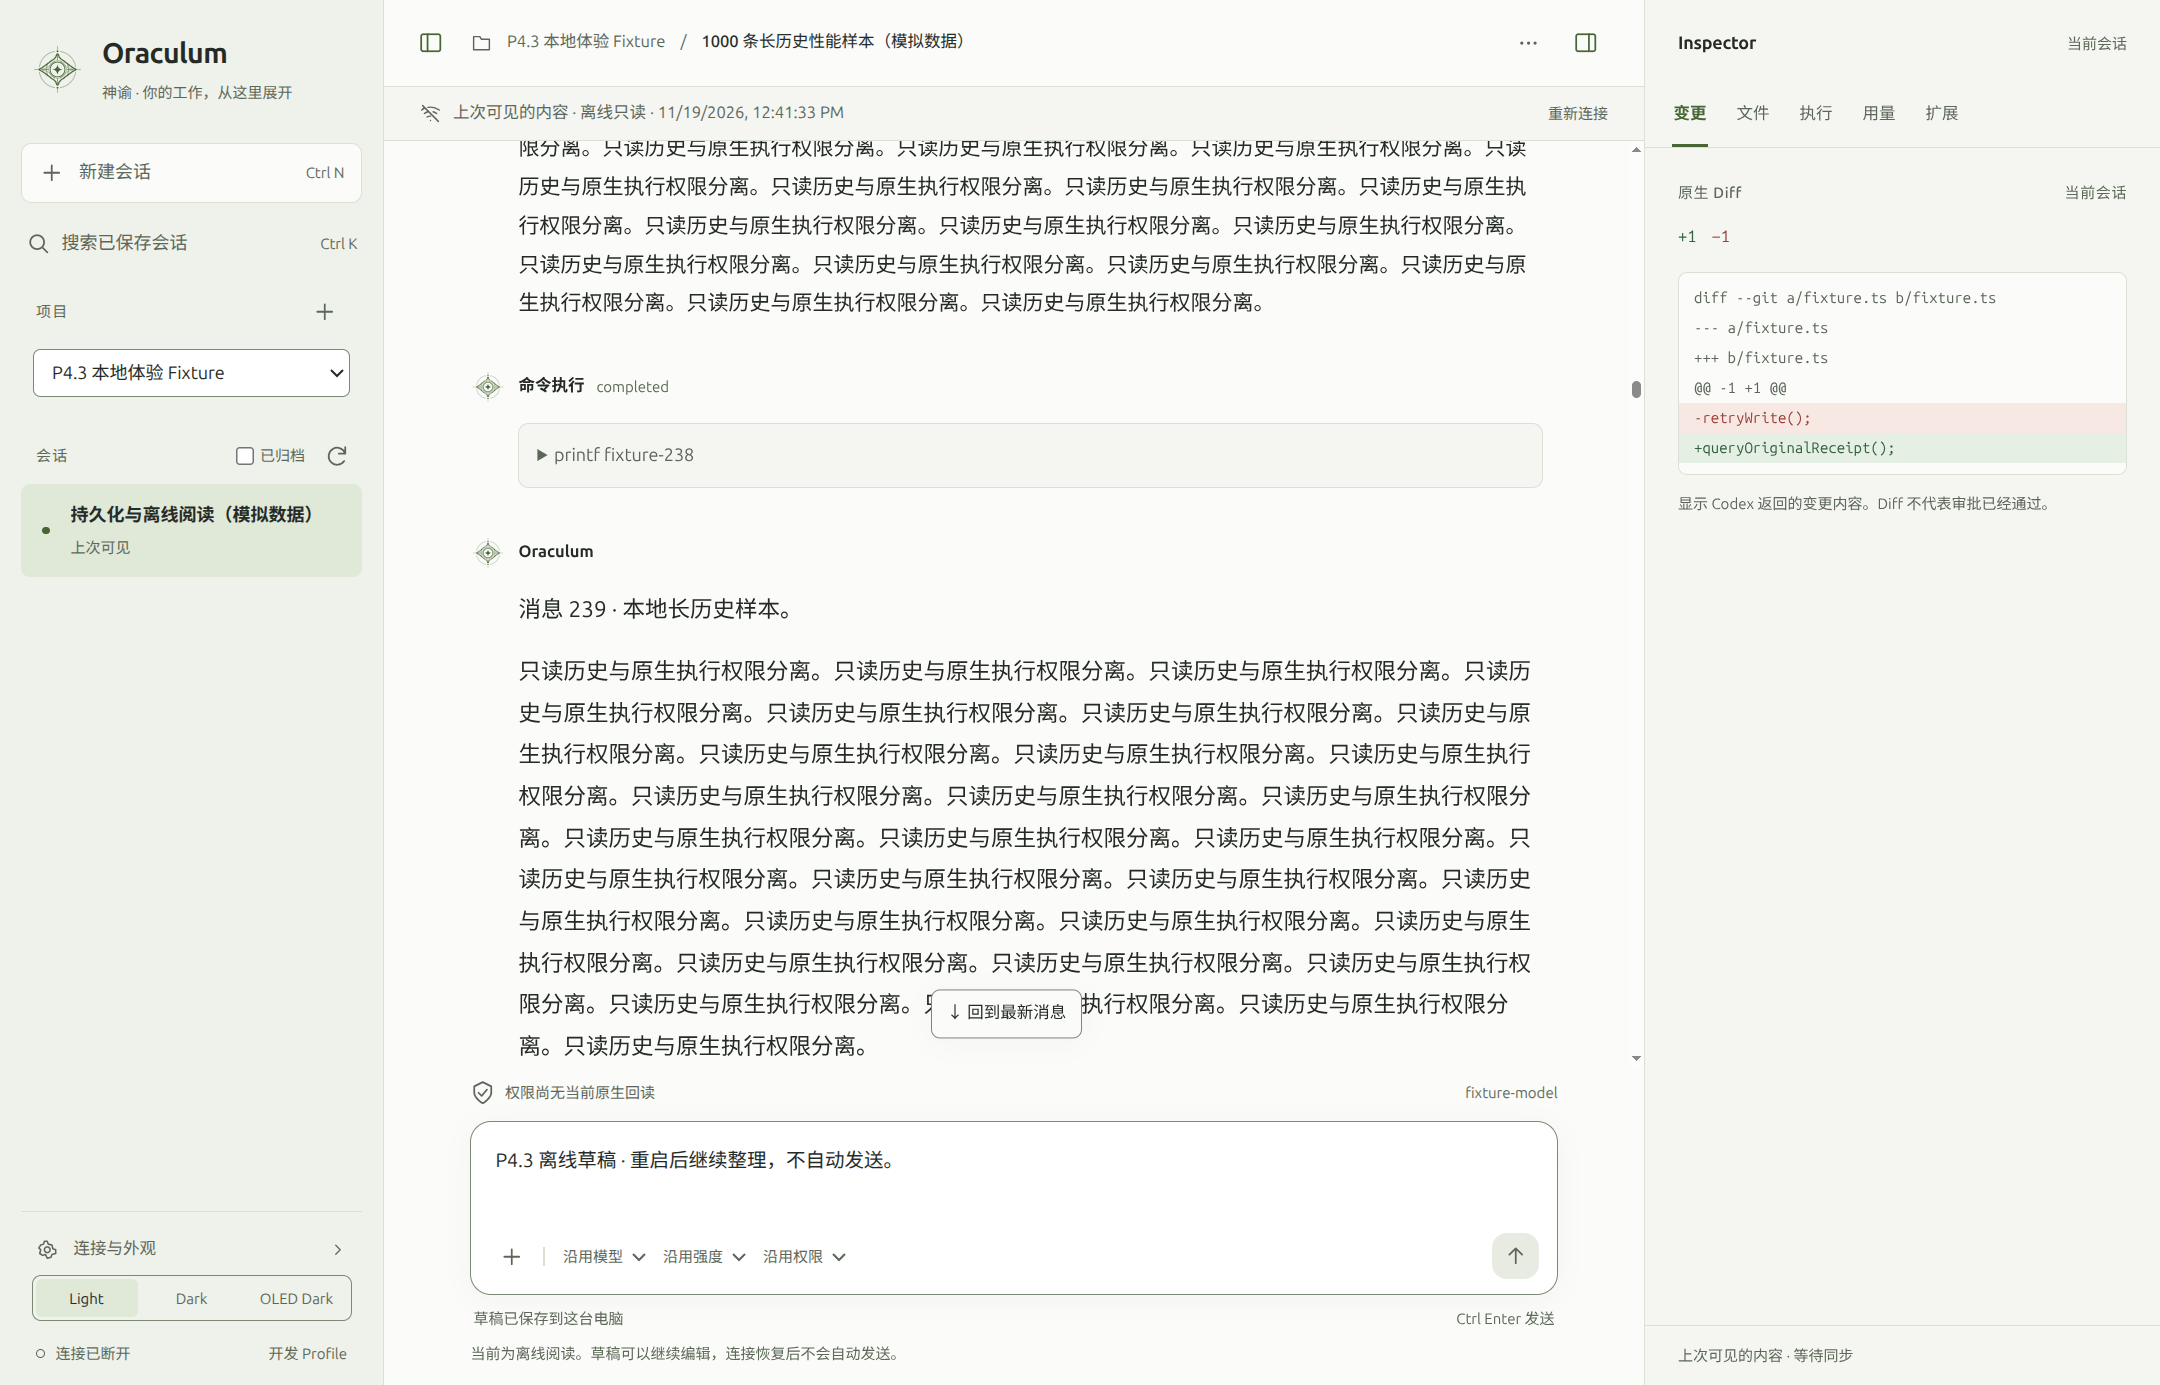 Oraculum
神谕 · 你的工作，从这里展开
新建会话 Ctrl N
搜索已保存会话 Ctrl K
项目
P4.3 本地体验 Fixture
会话 已归档
持久化与离线阅读（模拟数据）
上次可见
连接与外观
Light Dark OLED Dark
连接已断开 开发 Profile
P4.3 本地体验 Fixture / 1000 条长历史性能样本（模拟数据）
上次可见的内容 · 离线只读 · 11/19/2026, 12:41:33 PM 重新连接
限分离。只读历史与原生执行权限分离。只读历史与原生执行权限分离。只读历史与原生执行权限分离。只读
历史与原生执行权限分离。只读历史与原生执行权限分离。只读历史与原生执行权限分离。只读历史与原生执
行权限分离。只读历史与原生执行权限分离。只读历史与原生执行权限分离。只读历史与原生执行权限分离。
只读历史与原生执行权限分离。只读历史与原生执行权限分离。只读历史与原生执行权限分离。只读历史与原
生执行权限分离。只读历史与原生执行权限分离。只读历史与原生执行权限分离。
命令执行 completed
▶ printf fixture-238
Oraculum
消息 239 · 本地长历史样本。
只读历史与原生执行权限分离。只读历史与原生执行权限分离。只读历史与原生执行权限分离。只读历
史与原生执行权限分离。只读历史与原生执行权限分离。只读历史与原生执行权限分离。只读历史与原
生执行权限分离。只读历史与原生执行权限分离。只读历史与原生执行权限分离。只读历史与原生执行
权限分离。只读历史与原生执行权限分离。只读历史与原生执行权限分离。只读历史与原生执行权限分
离。只读历史与原生执行权限分离。只读历史与原生执行权限分离。只读历史与原生执行权限分离。只
读历史与原生执行权限分离。只读历史与原生执行权限分离。只读历史与原生执行权限分离。只读历史
与原生执行权限分离。只读历史与原生执行权限分离。只读历史与原生执行权限分离。只读历史与原生
执行权限分离。只读历史与原生执行权限分离。只读历史与原生执行权限分离。只读历史与原生执行权
限分离。只读历史与原生执行权限分离。 执行权限分离。只读历史与原生执行权限分
↓ 回到最新消息
离。只读历史与原生执行权限分离。
权限尚无当前原生回读 fixture-model
P4.3 离线草稿 · 重启后继续整理，不自动发送。
沿用模型 沿用强度 沿用权限
草稿已保存到这台电脑 Ctrl Enter 发送
当前为离线阅读。草稿可以继续编辑，连接恢复后不会自动发送。
Inspector 当前会话
变更 文件 执行 用量 扩展
原生 Diff 当前会话
+1 −1
diff --git a/fixture.ts b/fixture.ts
--- a/fixture.ts
+++ b/fixture.ts
@@ -1 +1 @@
-retryWrite();
+queryOriginalReceipt();
显示 Codex 返回的变更内容。Diff 不代表审批已经通过。
上次可见的内容 · 等待同步